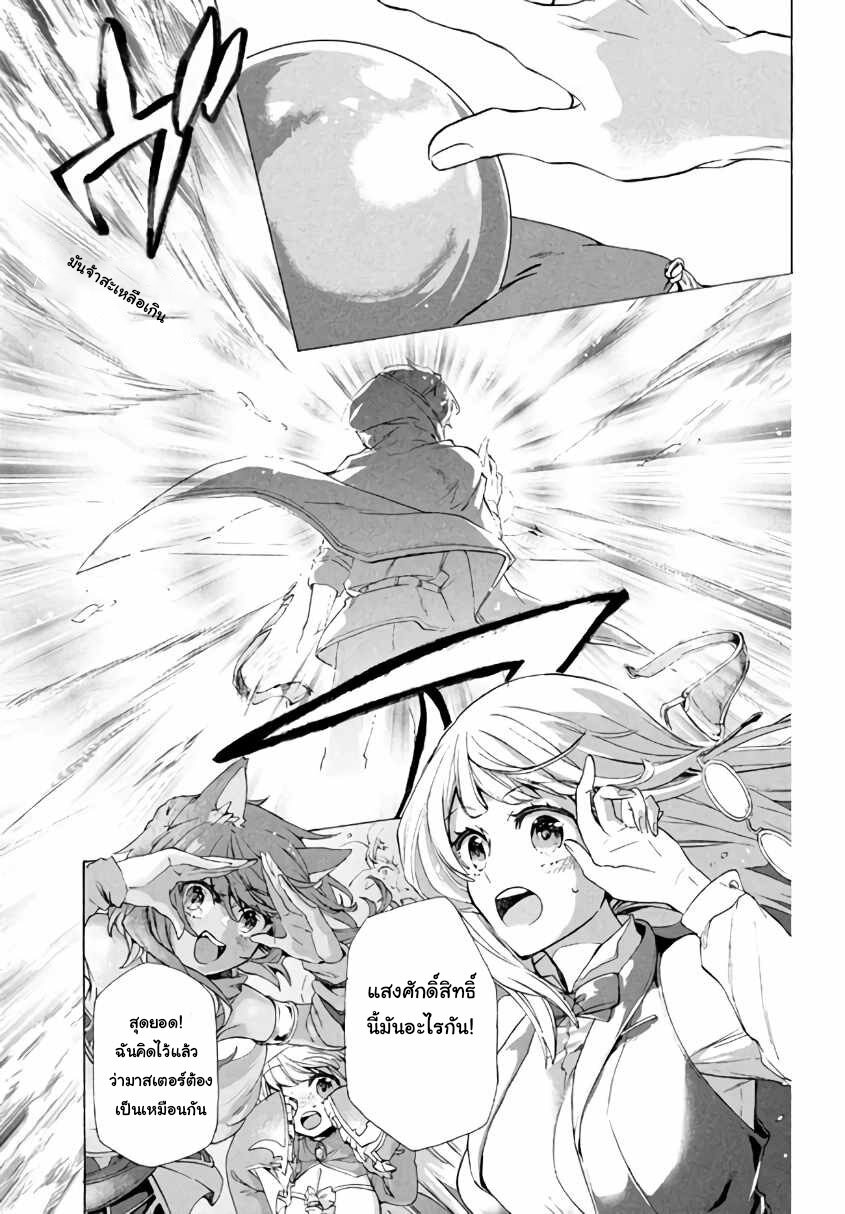 ヴ
มันจ้าสะเหลือเกิน
แสงศักดิ์สิทธิ์
นี้มันอะไรกัน!
สุดยอด!
ฉันคิดไว้แล้ว
ว่ามาสเตอร์ต้อง
เป็นเหมือนกัน